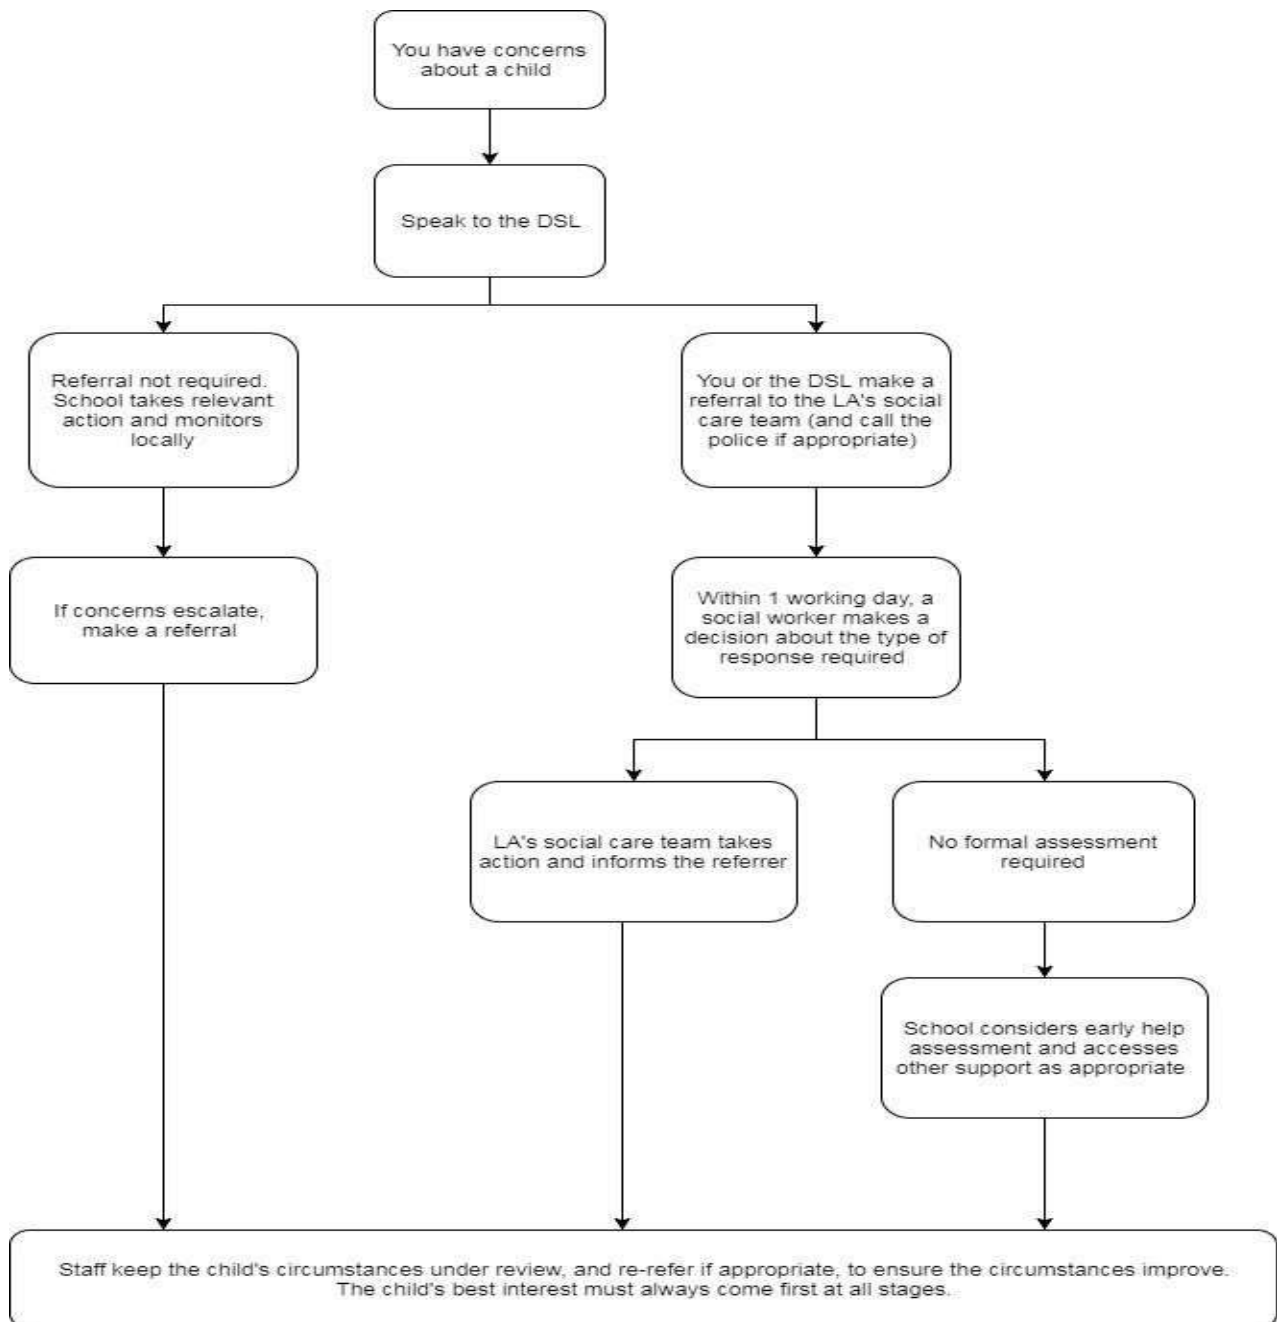 You have concerns
about a child
Speak to the DSL
Referral not required.
School takes relevant
action and monitors
locally
You or the DSL make a
referral to the LA's social
care team (and call the
police if appropriate)
If concerns escalate,
make a referral
Within 1 working day, a
social worker makes a
decision about the type of
response required
LA's social care team takes
action and informs the referrer
No formal assessment
required
School considers early help
assessment and accesses
other support as appropriate
Staff keep the child's circumstances under review, and re-refer if appropriate, to ensure the circumstances improve.
The child's best interest must always come first at all stages.